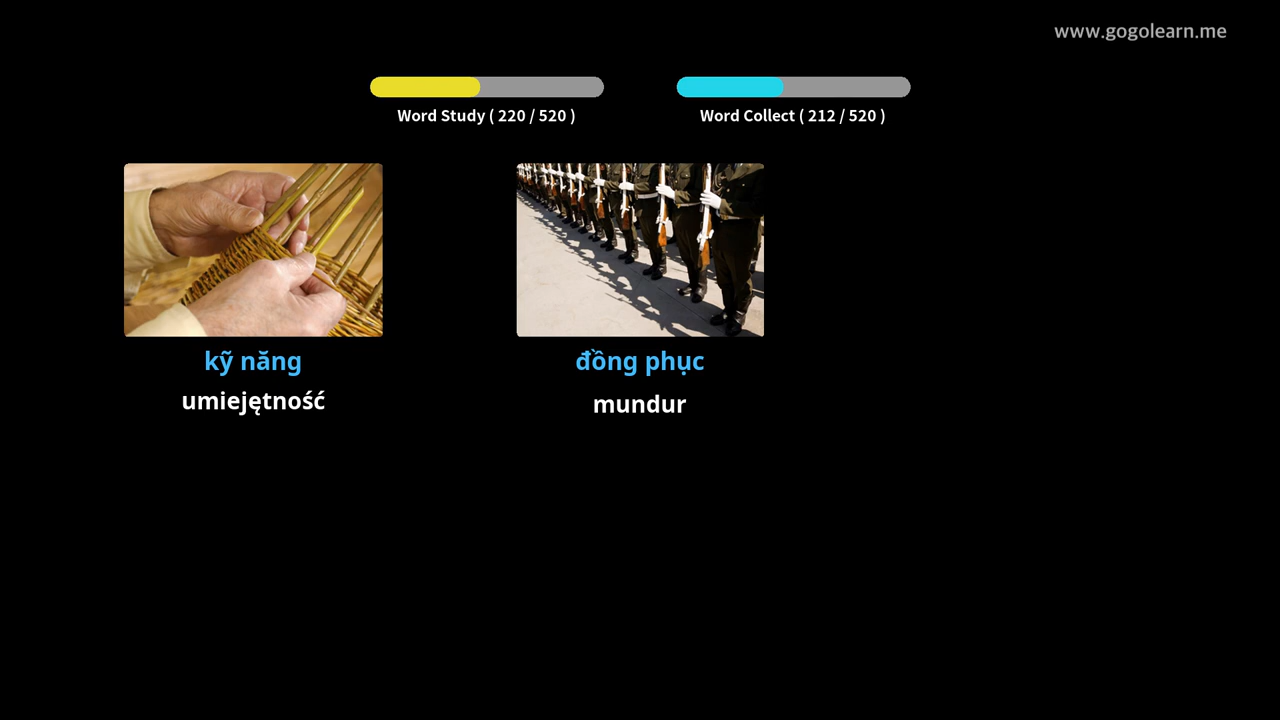 www.gogolearn.me
Word Study ( 220 / 520 )
Word Collect ( 212 / 520 )
kỹ năng
umiejętność
đồng phục
mundur